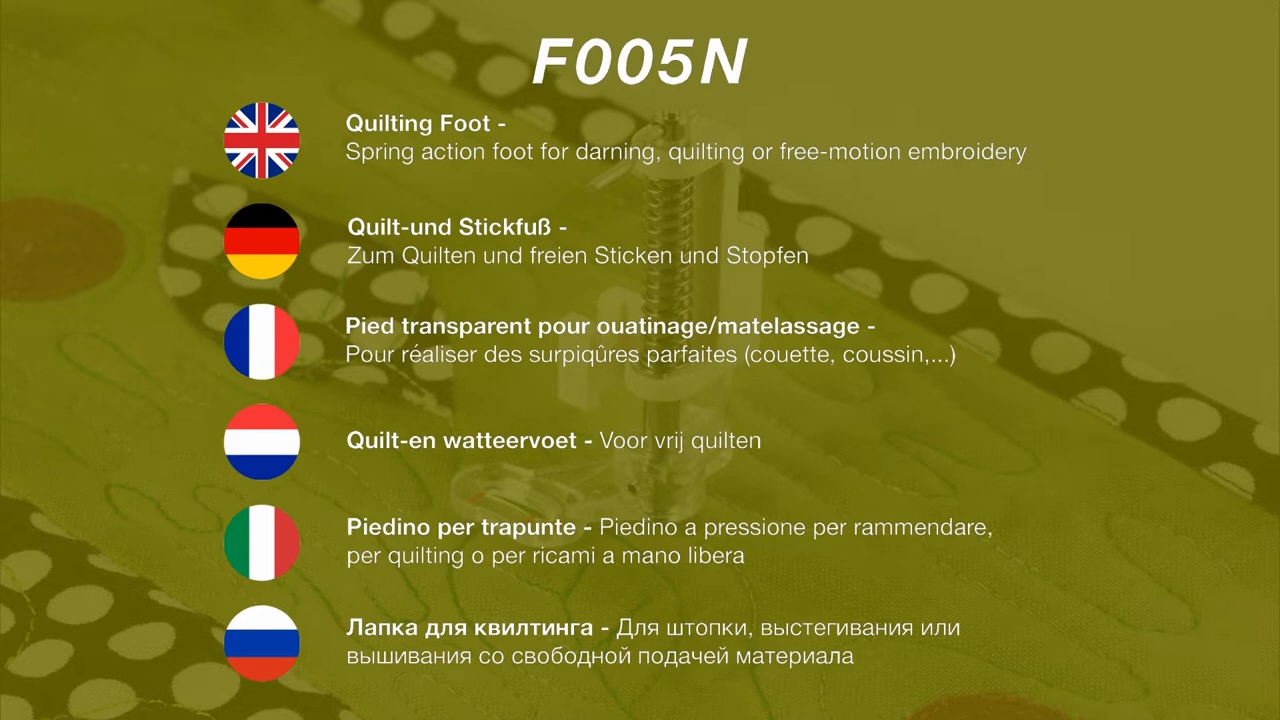 F005N
Quilting Foot -
Spring action foot for darning, quilting or free-motion embroidery
Quilt-und Stickfuß -
Zum Quilten und freien Sticken und Stopfen
Pied transparent pour ouatinage/matelassage -
Pour réaliser des surpiqûres parfaites (couette, coussin,...)
Quilt-en watteervoet - Voor vrij quilten
Piedino per trapunte - Piedino a pressione per rammendare,
per quilting o per ricami a mano libera
Лапка для квилтинга - Для штопки, выстегивания или
вышивания со свободной подачей материала